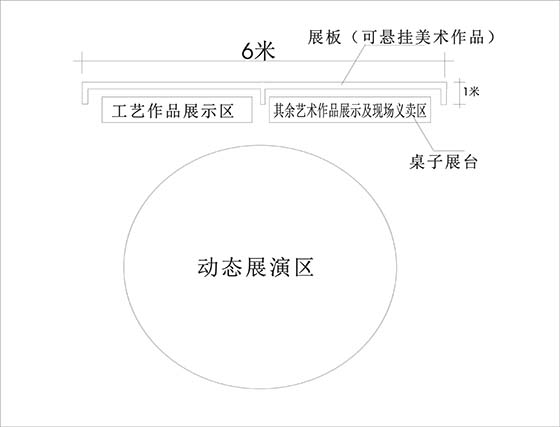 展板（可悬挂美术作品）
6米
1米
工艺作品展示区
其余艺术作品展示及现场义卖区
桌子展台
动态展演区